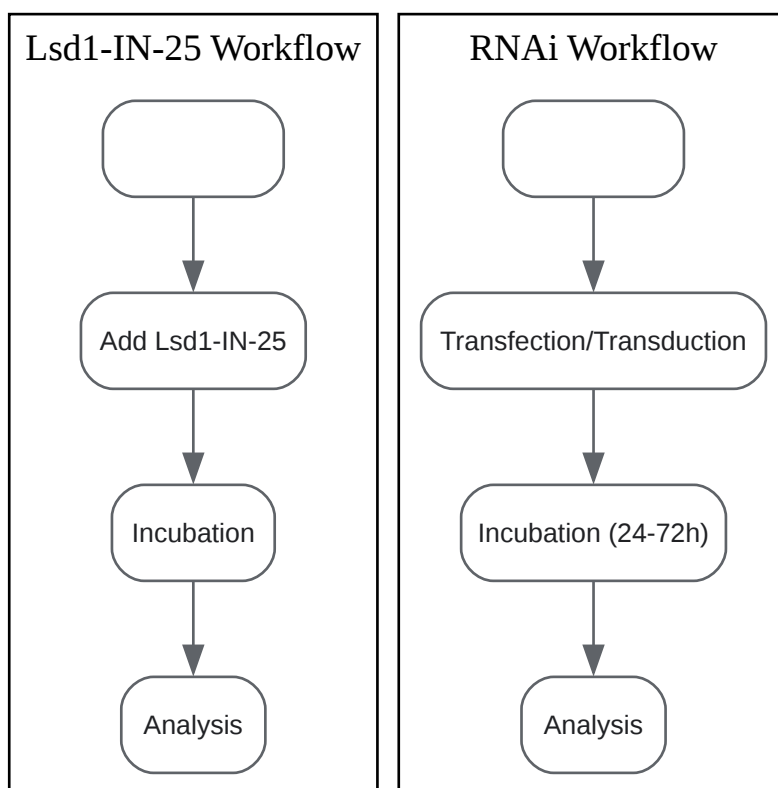 Lsd1-IN-25 Workflow
Add Lsd1-IN-25
Incubation
Analysis
RNAi Workflow
Transfection/Transduction
Incubation (24-72h)
Analysis